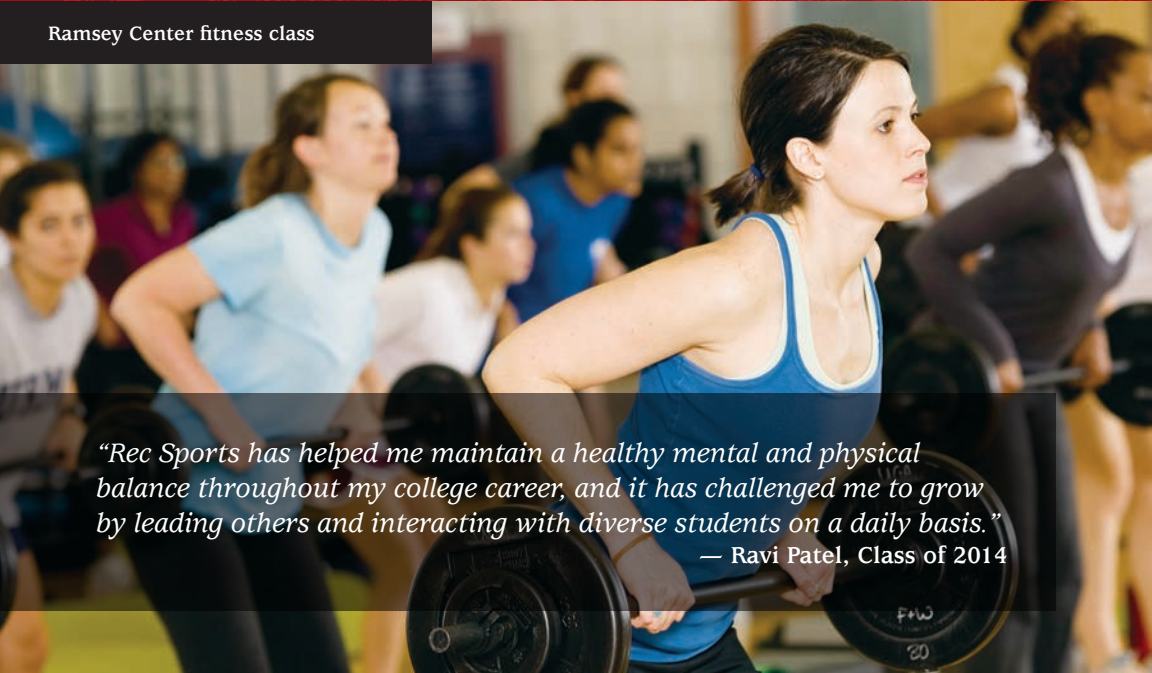 Ramsey Center fitness class
“Rec Sports has helped me maintain a healthy mental and physical
balance throughout my college career, and it has challenged me to grow
by leading others and interacting with diverse students on a daily basis.”
— Ravi Patel, Class of 2014
UGA
F+W